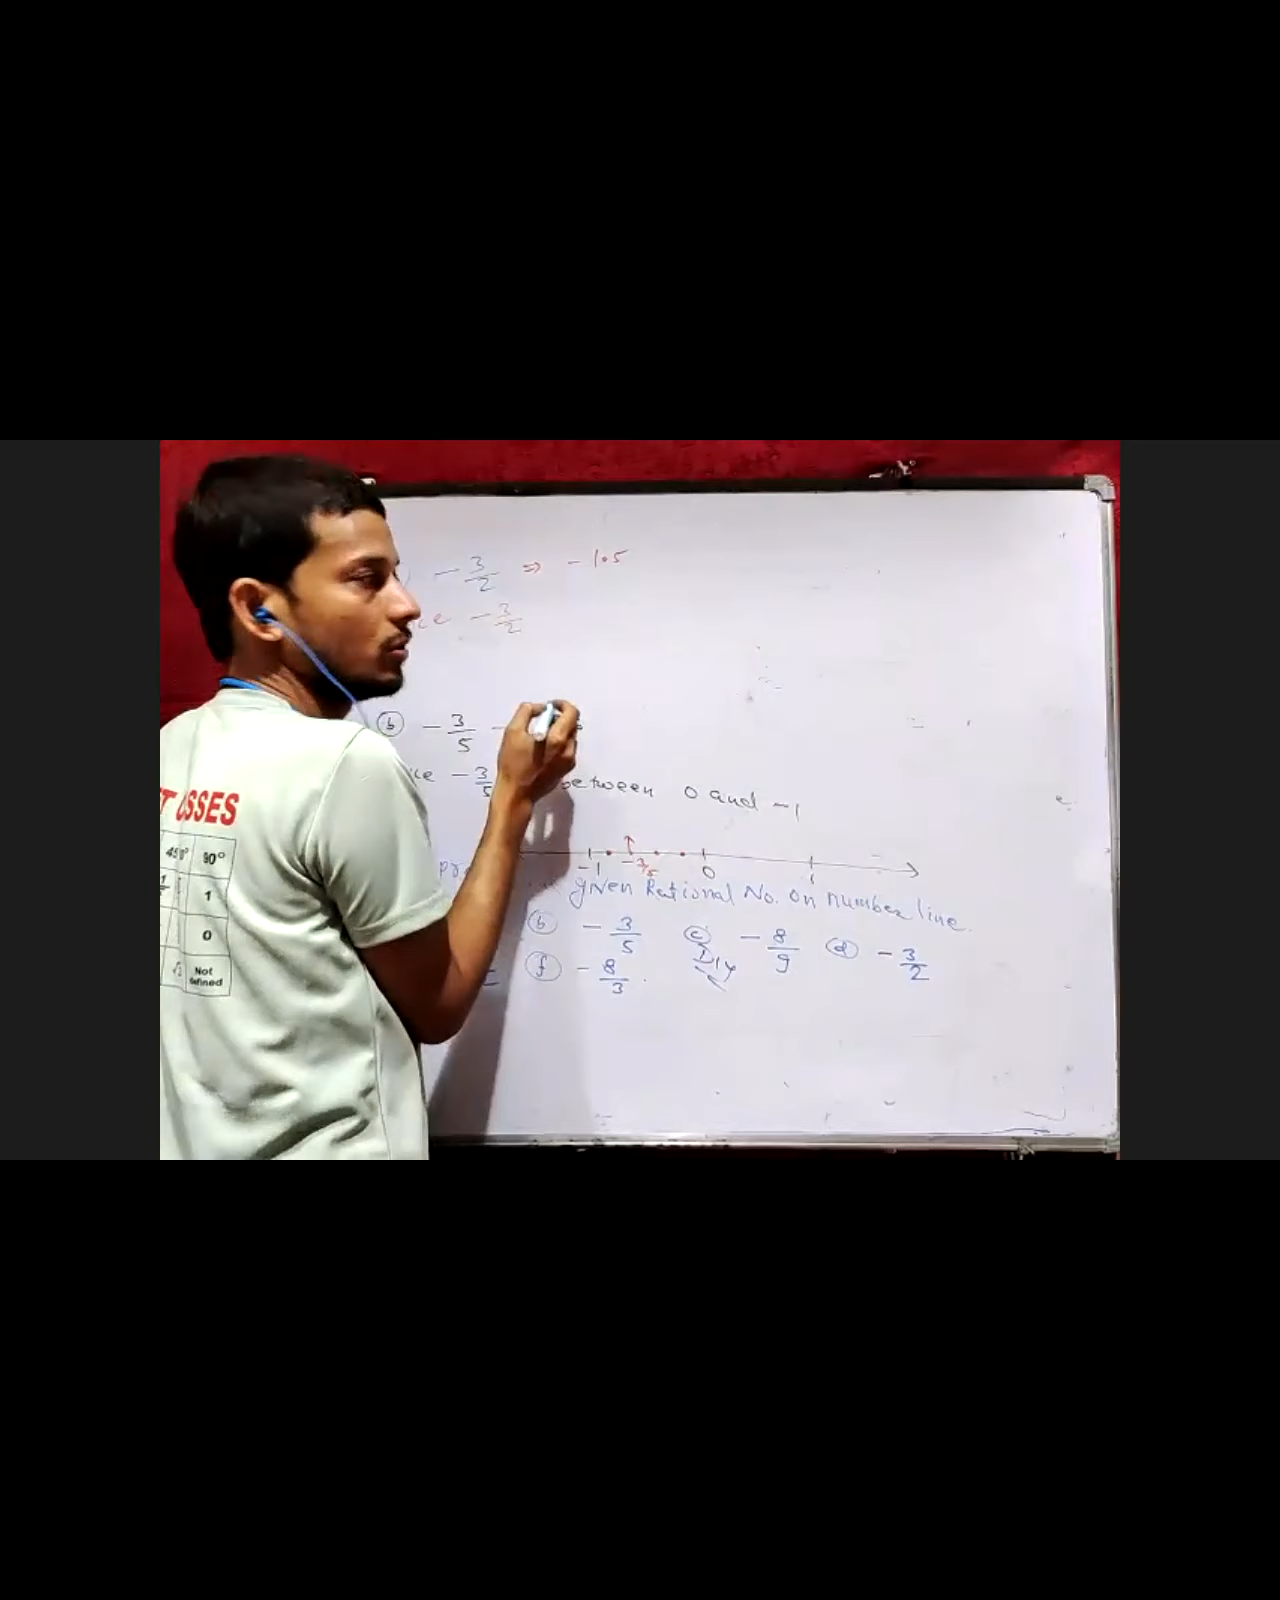 - 3/2 ⇒ - 1.5
ce - 3/2
(b) - 3/5
ce - 3/5 between 0 and -1
-1 - 3/5 0 1
given Rational No. on number line.
(b) - 3/5 (c) - 8/9 (d) - 3/2
(f) - 8/3. DIY
SSES
45° 90°
1
0
Not
defined